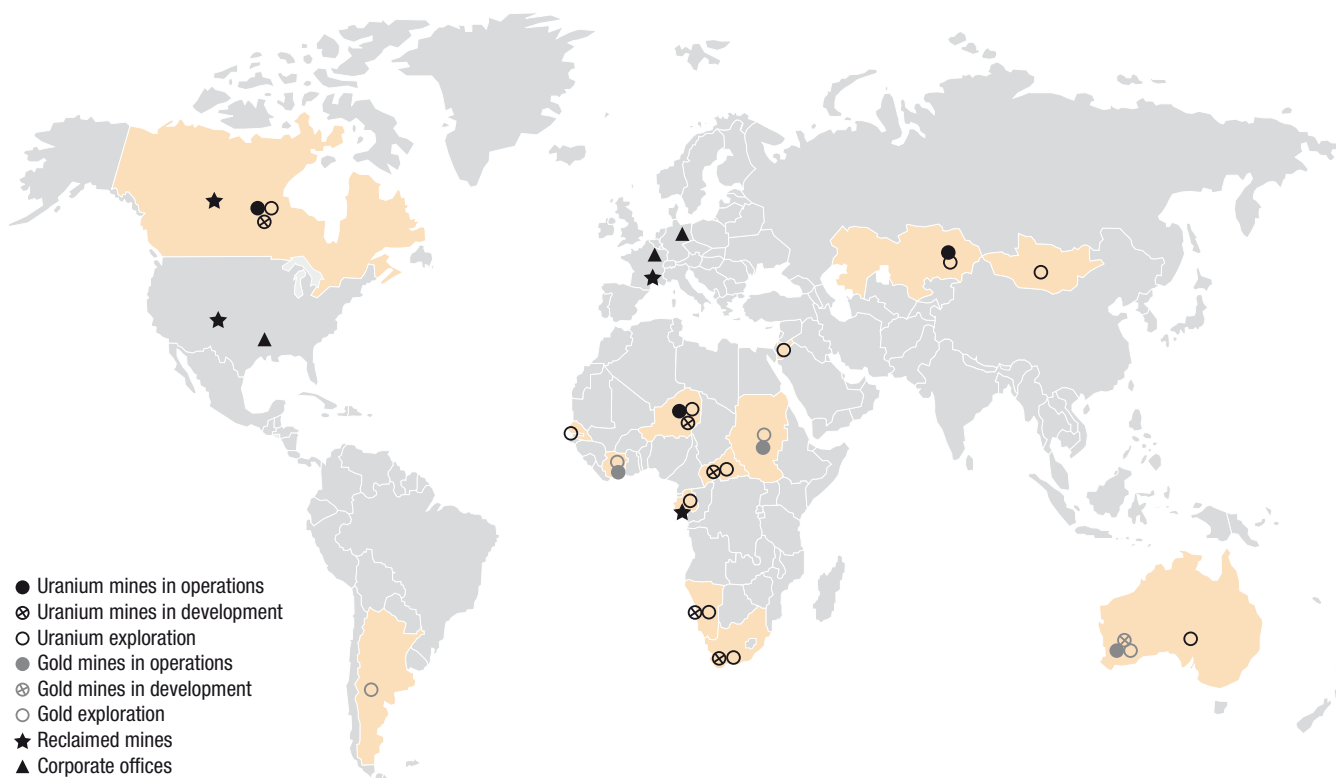 Uranium mines in operations
Uranium mines in development
Uranium exploration
Gold mines in operations
Gold mines in development
Gold exploration
Reclaimed mines
Corporate offices